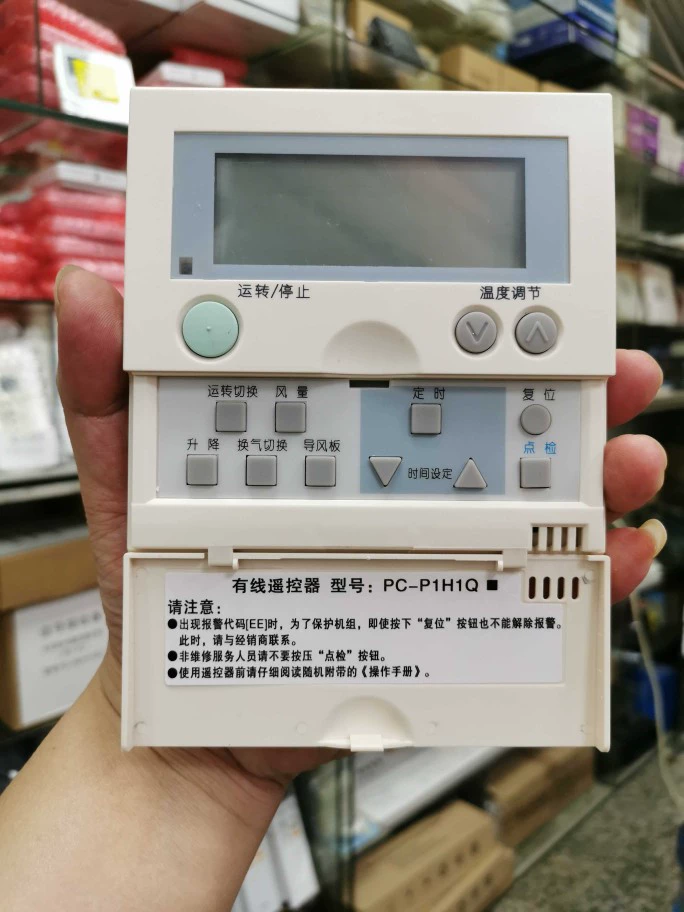 运转/停止 温度调节
运转切换 风量 定时 复位
升降 换气切换 导风板 点检
时间设定
有线遥控器 型号：PC-P1H1Q ■
请注意：
●出现报警代码[EE]时，为了保护机组，即使按下“复位”按钮也不能解除报警。
此时，请与经销商联系。
●非维修服务人员请不要按压“点检”按钮。
●使用遥控器前请仔细阅读随机附带的《操作手册》。